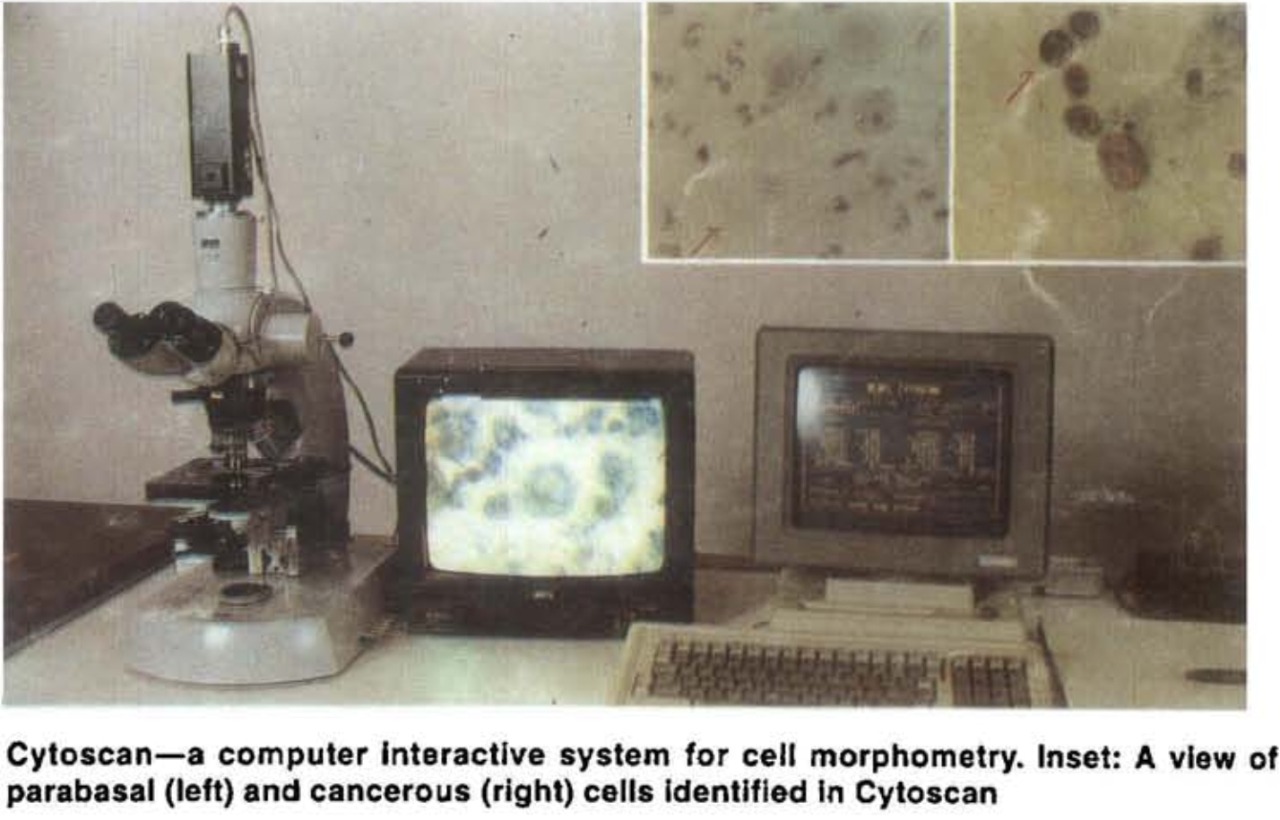 Cytoscan—a computer interactive system for cell morphometry. Inset: A view of
parabasal (left) and cancerous (right) cells identified in Cytoscan